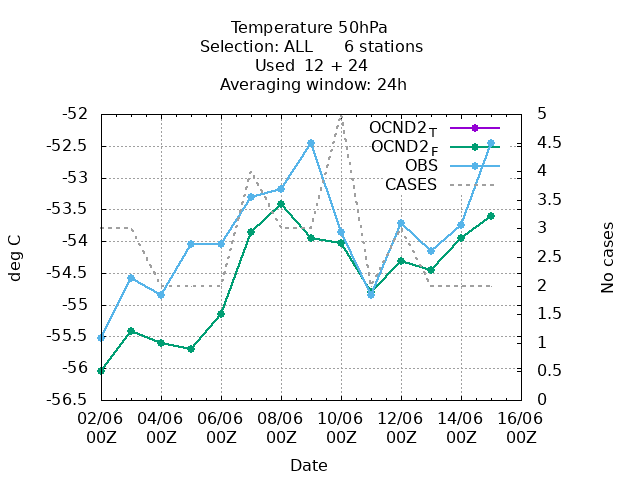 Temperature 50hPa
Selection: ALL 6 stations
Used 12 + 24
Averaging window: 24h
OCND2T
OCND2F
OBS
CASES
-52
-52.5
-53
-53.5
-54
-54.5
-55
-55.5
-56
-56.5
deg C
5
4.5
4
3.5
3
2.5
2
1.5
1
0.5
0
No cases
02/06 04/06 06/06 08/06 10/06 12/06 14/06 16/06
00Z 00Z 00Z 00Z 00Z 00Z 00Z 00Z
Date